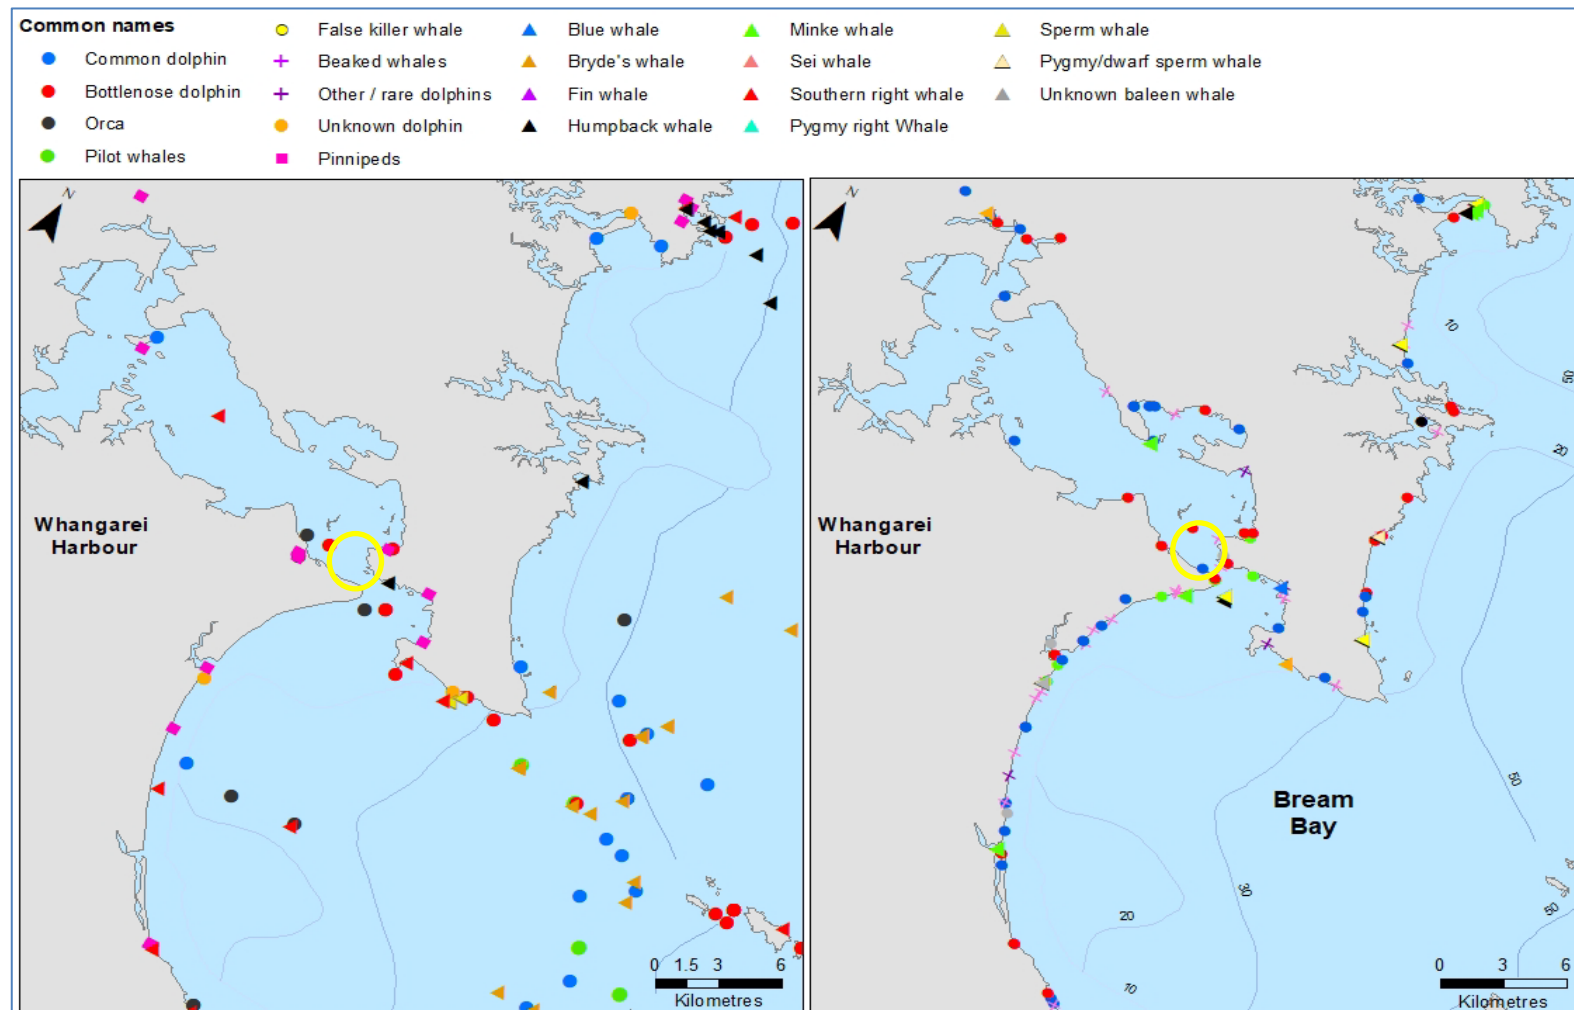 Common names
Common dolphin
Bottlenose dolphin
Orca
Pilot whales
False killer whale
Beaked whales
Other / rare dolphins
Unknown dolphin
Pinnipeds
Blue whale
Bryde's whale
Fin whale
Humpback whale
Minke whale
Sei whale
Southern right whale
Pygmy right Whale
Sperm whale
Pygmy/dwarf sperm whale
Unknown baleen whale
N
Whangarei
Harbour
0 1.5 3 6
Kilometres
N
10
50
20
Whangarei
Harbour
50
Bream
Bay
30
20
50
10
0 3 6
Kilometres